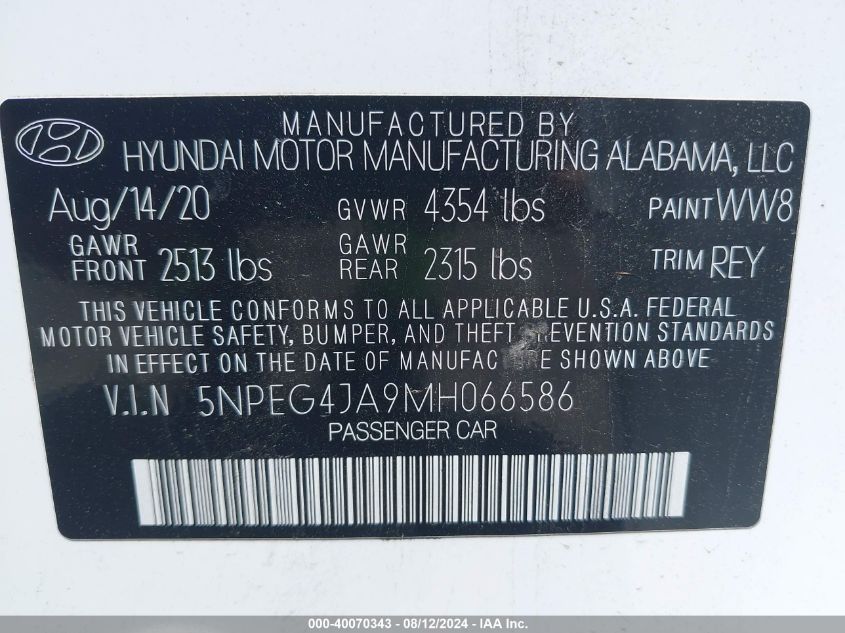 MANUFACTURED BY
HYUNDAI MOTOR MANUFACTURING ALABAMA, LLC
Aug/14/20 GVWR 4354 lbs PAINT WW8
GAWR FRONT 2513 lbs GAWR REAR 2315 lbs TRIM REY
THIS VEHICLE CONFORMS TO ALL APPLICABLE U.S.A. FEDERAL
MOTOR VEHICLE SAFETY, BUMPER, AND THEFT PREVENTION STANDARDS
IN EFFECT ON THE DATE OF MANUFACTURE SHOWN ABOVE
V.I.N 5NPEG4JA9MH066586
PASSENGER CAR
000-40070343 - 08/12/2024 - IAA Inc.